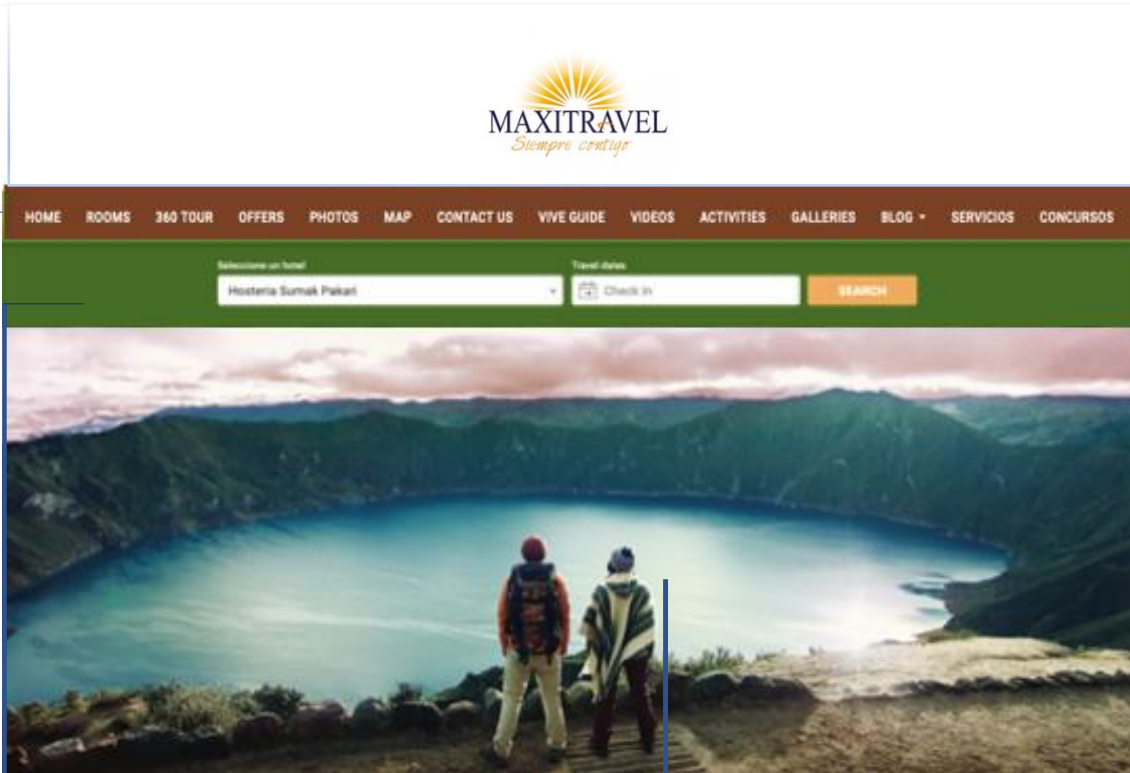 MAXITRAVEL
Siempre contigo
HOME ROOMS 360 TOUR OFFERS PHOTOS MAP CONTACT US VIVE GUIDE VIDEOS ACTIVITIES GALLERIES BLOG SERVICIOS CONCURSOS
Seleccione un hotel Travel dates
Hosteria Sumak Pakari Check In SEARCH